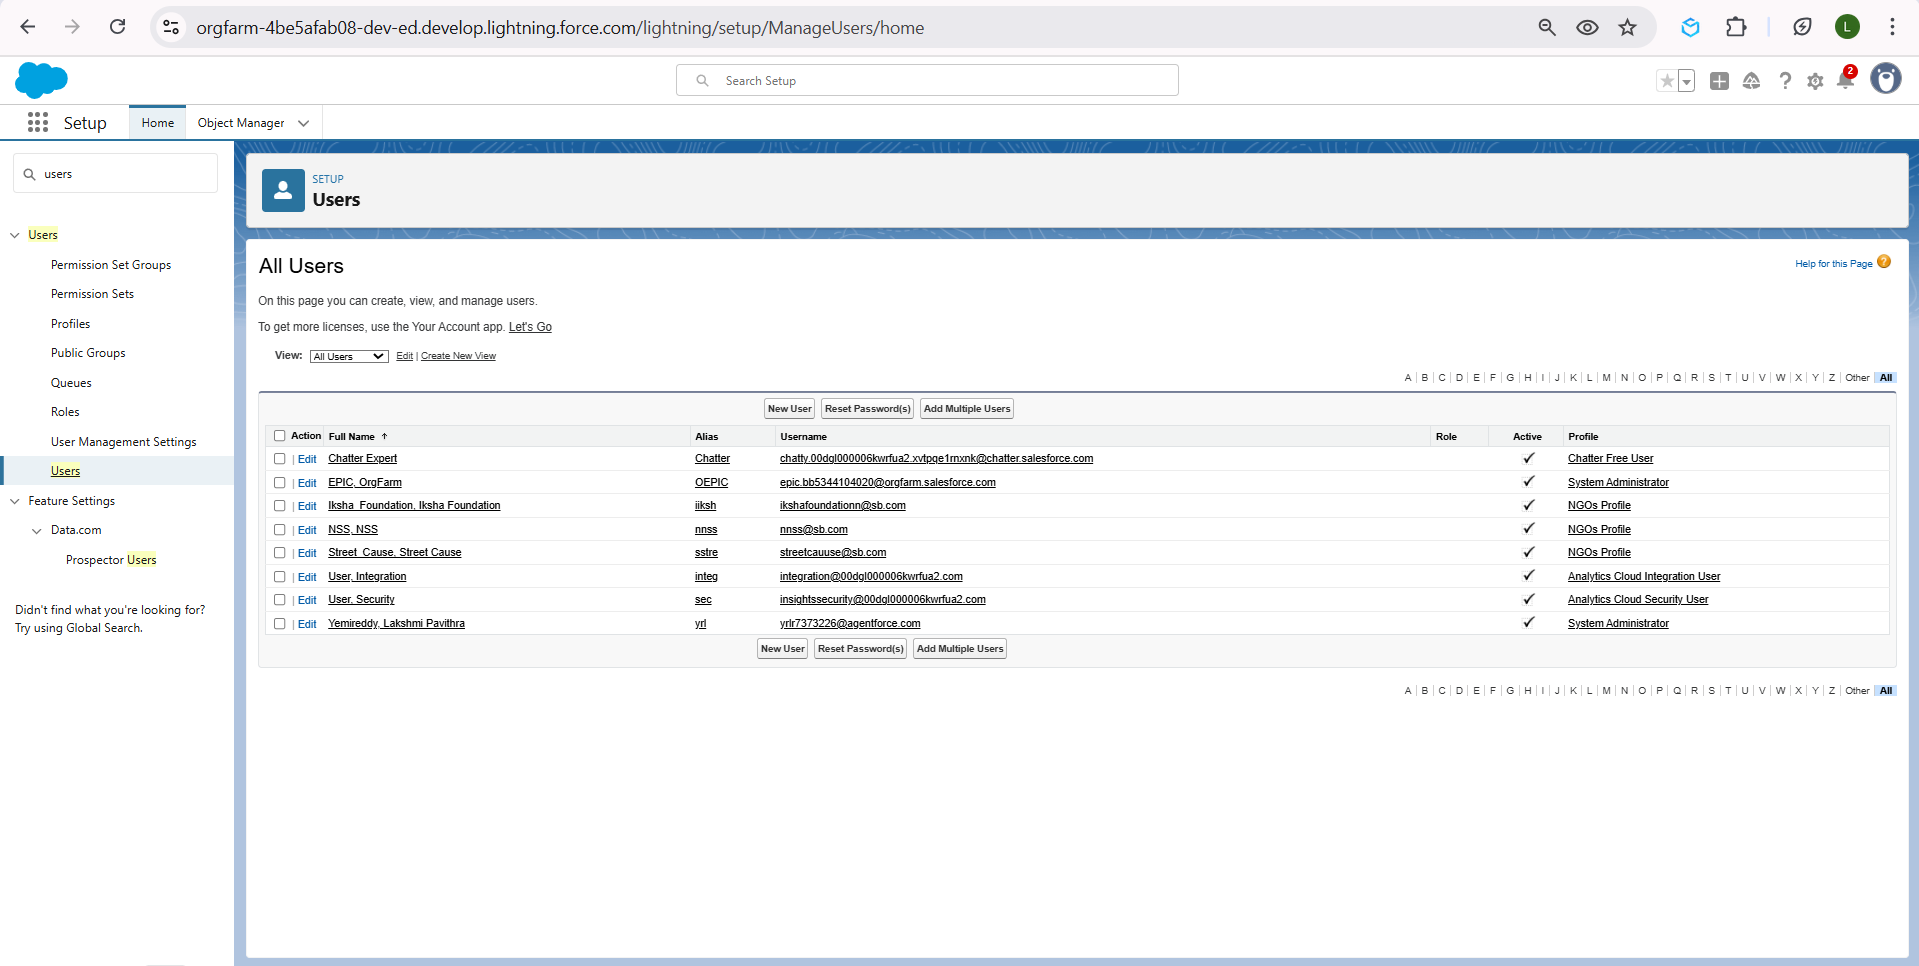 orgfarm-4be5afab08-dev-ed.develop.lightning.force.com/lightning/setup/ManageUsers/home
L
Search Setup
2
Setup
Home
Object Manager
users
Users
Permission Set Groups
Permission Sets
Profiles
Public Groups
Queues
Roles
User Management Settings
Users
Feature Settings
Data.com
Prospector Users
Didn't find what you're looking for?
Try using Global Search.
SETUP
Users
All Users
Help for this Page ?
On this page you can create, view, and manage users.
To get more licenses, use the Your Account app. Let's Go
View: All Users Edit | Create New View
A | B | C | D | E | F | G | H | I | J | K | L | M | N | O | P | Q | R | S | T | U | V | W | X | Y | Z | Other All
New User Reset Password(s) Add Multiple Users
Action Full Name ↑ Alias Username Role Active Profile
| Edit Chatter Expert Chatter chatty.00dgl000006kwrfua2.xvtpqe1rnxnk@chatter.salesforce.com ✓ Chatter Free User
| Edit EPIC, OrgFarm OEPIC epic.bb5344104020@orgfarm.salesforce.com ✓ System Administrator
| Edit Iksha Foundation, Iksha Foundation iiksh ikshafoundationn@sb.com ✓ NGOs Profile
| Edit NSS, NSS nnss nnss@sb.com ✓ NGOs Profile
| Edit Street Cause, Street Cause sstre streetcauuse@sb.com ✓ NGOs Profile
| Edit User, Integration integ integration@00dgl000006kwrfua2.com ✓ Analytics Cloud Integration User
| Edit User, Security sec insightssecurity@00dgl000006kwrfua2.com ✓ Analytics Cloud Security User
| Edit Yemireddy, Lakshmi Pavithra yrl yrlr7373226@agentforce.com ✓ System Administrator
New User Reset Password(s) Add Multiple Users
A | B | C | D | E | F | G | H | I | J | K | L | M | N | O | P | Q | R | S | T | U | V | W | X | Y | Z | Other All